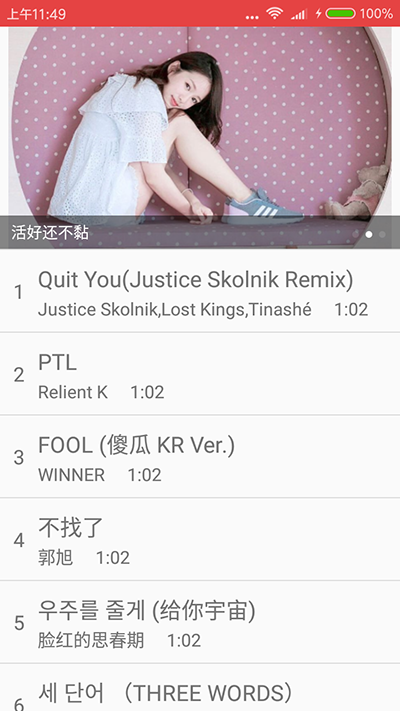 上午11:49
100%
活好还不黏
1
Quit You(Justice Skolnik Remix)
Justice Skolnik,Lost Kings,Tinashé 1:02
2
PTL
Relient K 1:02
3
FOOL (傻瓜 KR Ver.)
WINNER 1:02
4
不找了
郭旭 1:02
5
우주를 줄게 (给你宇宙)
脸红的思春期 1:02
6
세 단어 （THREE WORDS）